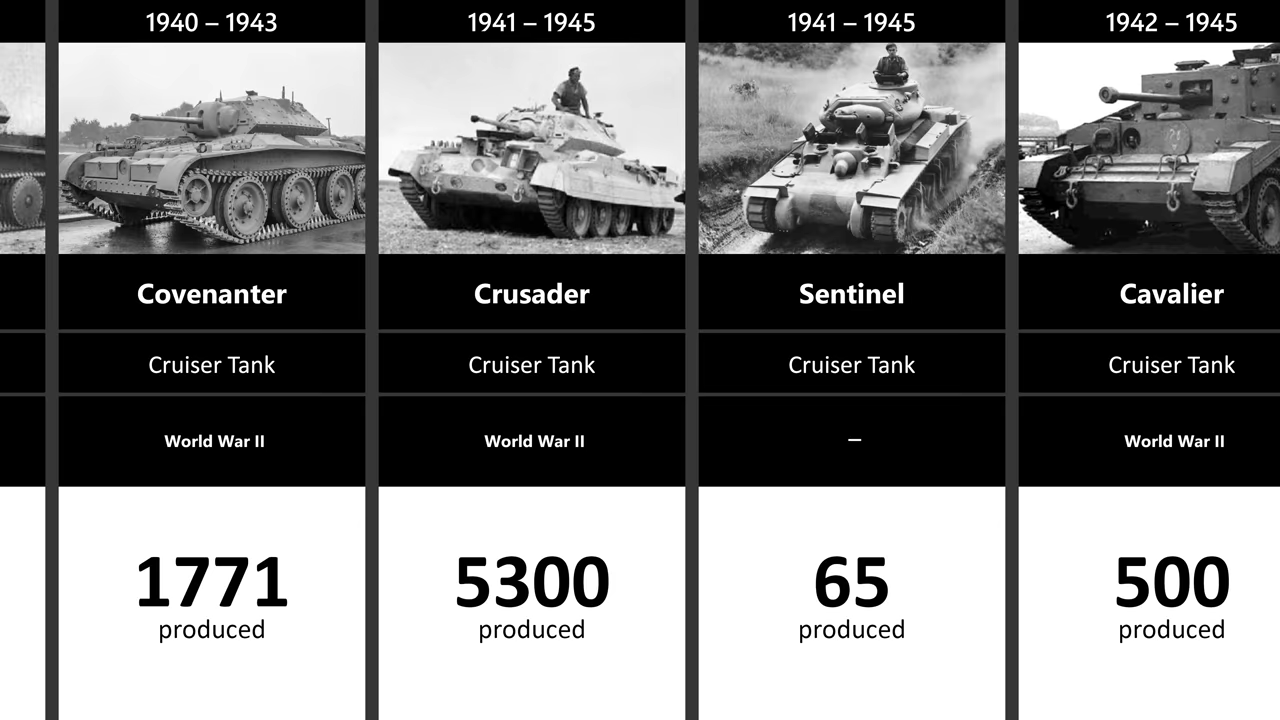 1940 – 1943
Covenanter
Cruiser Tank
World War II
1771
produced
1941 – 1945
Crusader
Cruiser Tank
World War II
5300
produced
1941 – 1945
Sentinel
Cruiser Tank
–
65
produced
1942 – 1945
Cavalier
Cruiser Tank
World War II
500
produced